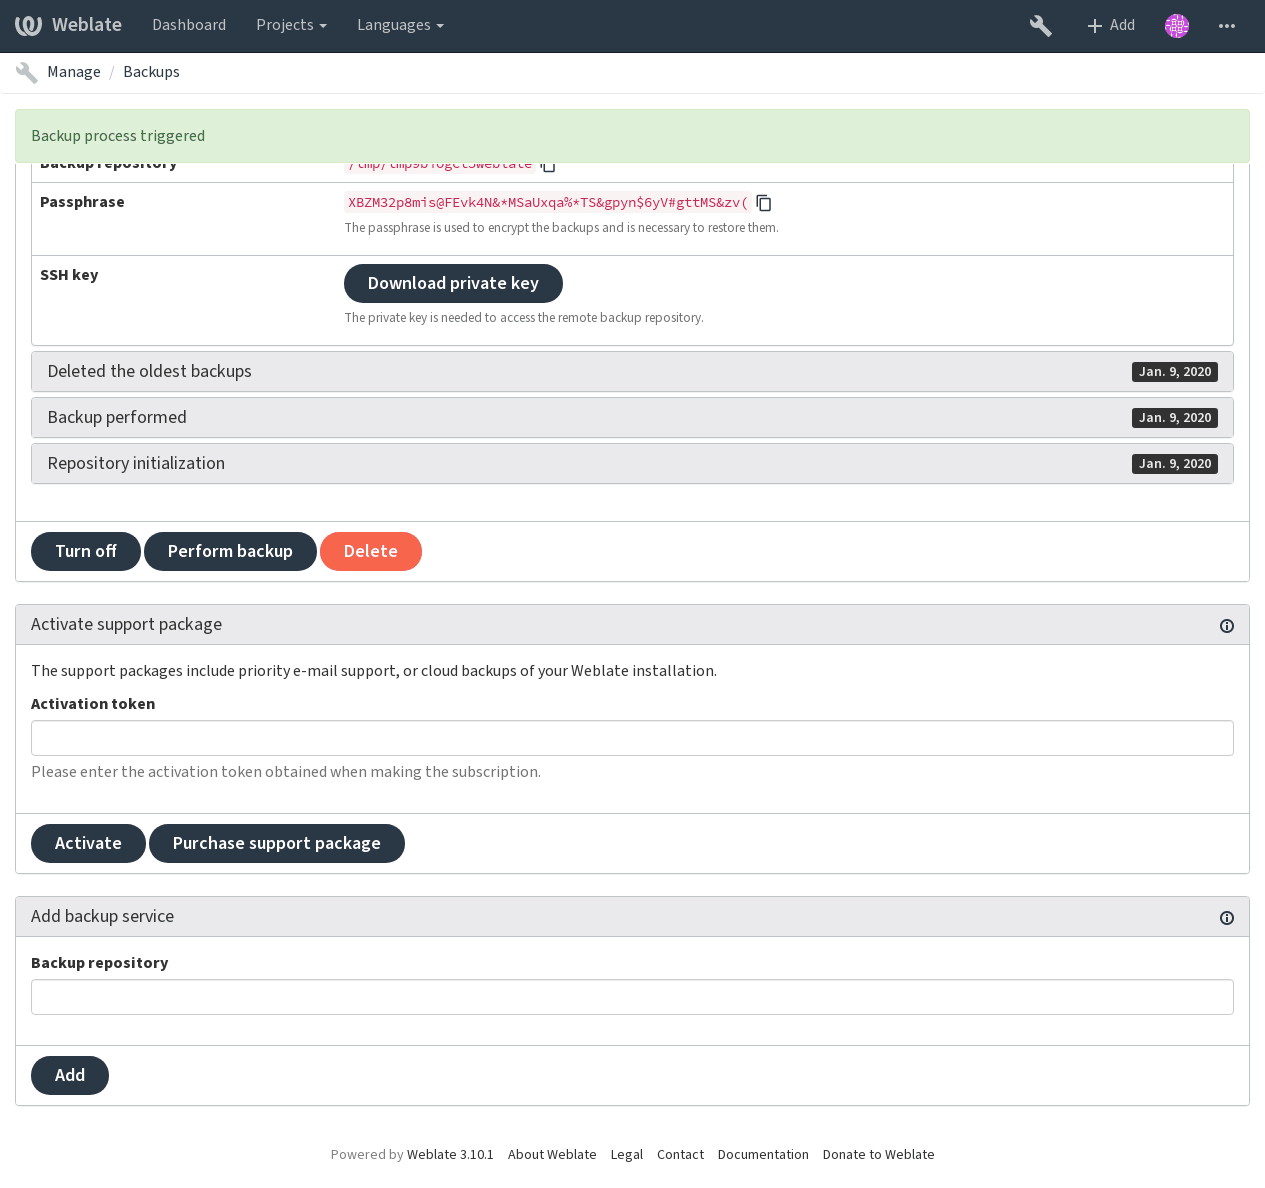 Weblate Dashboard Projects Languages Add
Manage / Backups
Backup process triggered
Backup repository
Passphrase XBZM32p8mis@FEvk4N&*MSaUxqa%*TS&gpyn$6yV#gttMS&zv(
The passphrase is used to encrypt the backups and is necessary to restore them.
SSH key Download private key
The private key is needed to access the remote backup repository.
Deleted the oldest backups Jan. 9, 2020
Backup performed Jan. 9, 2020
Repository initialization Jan. 9, 2020
Turn off Perform backup Delete
Activate support package
The support packages include priority e-mail support, or cloud backups of your Weblate installation.
Activation token
Please enter the activation token obtained when making the subscription.
Activate Purchase support package
Add backup service
Backup repository
Add
Powered by Weblate 3.10.1 About Weblate Legal Contact Documentation Donate to Weblate